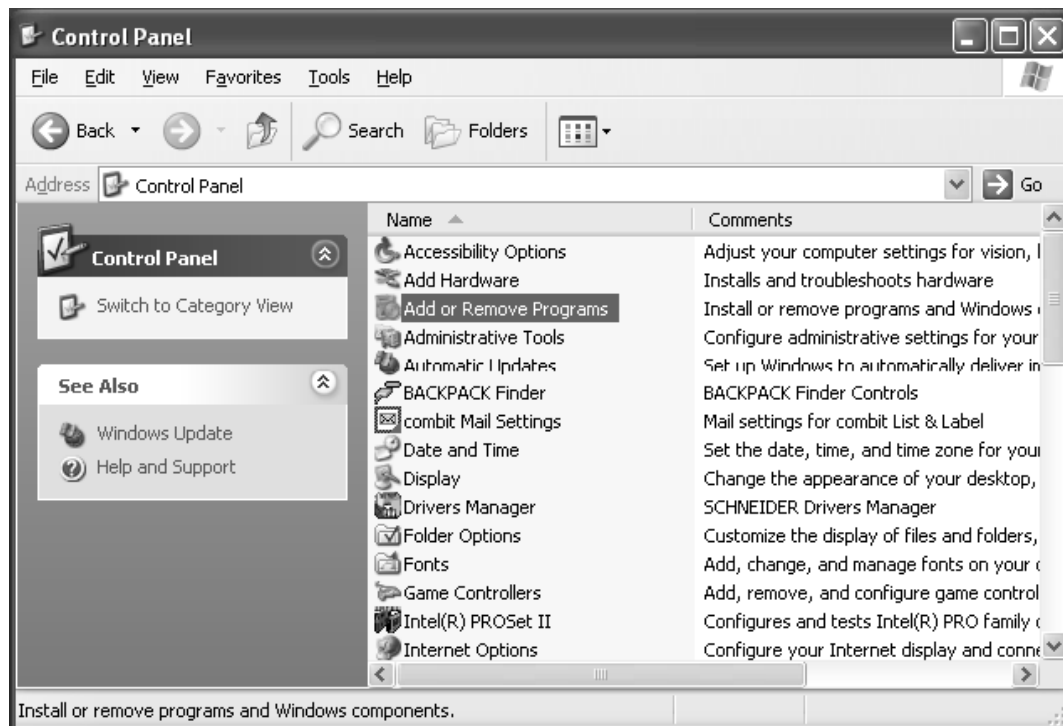 Control Panel
File Edit View Favorites Tools Help
Back Search Folders
Address Control Panel Go
Control Panel
Switch to Category View
See Also
Windows Update
Help and Support
Name Comments
Accessibility Options Adjust your computer settings for vision,
Add Hardware Installs and troubleshoots hardware
Add or Remove Programs Install or remove programs and Windows
Administrative Tools Configure administrative settings for your
Automatic Updates Set up Windows to automatically deliver in
BACKPACK Finder BACKPACK Finder Controls
combit Mail Settings Mail settings for combit List & Label
Date and Time Set the date, time, and time zone for your
Display Change the appearance of your desktop,
Drivers Manager SCHNEIDER Drivers Manager
Folder Options Customize the display of files and folders,
Fonts Add, change, and manage fonts on your
Game Controllers Add, remove, and configure game control
Intel(R) PROSet II Configures and tests Intel(R) PRO family
Internet Options Configure your Internet display and conne
Install or remove programs and Windows components.